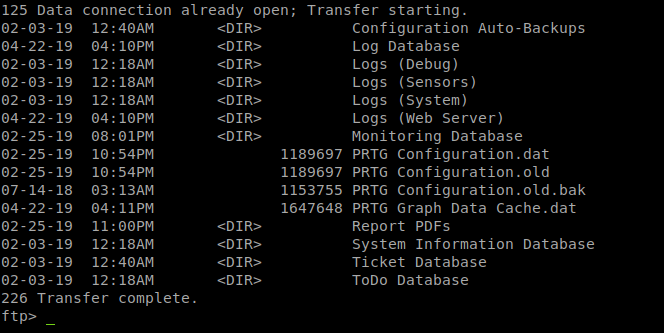 125 Data connection already open; Transfer starting.
02-03-19  12:40AM       <DIR>          Configuration Auto-Backups
04-22-19  04:10PM       <DIR>          Log Database
02-03-19  12:18AM       <DIR>          Logs (Debug)
02-03-19  12:18AM       <DIR>          Logs (Sensors)
02-03-19  12:18AM       <DIR>          Logs (System)
04-22-19  04:10PM       <DIR>          Logs (Web Server)
02-25-19  08:01PM       <DIR>          Monitoring Database
02-25-19  10:54PM              1189697 PRTG Configuration.dat
02-25-19  10:54PM              1189697 PRTG Configuration.old
07-14-18  03:13AM              1153755 PRTG Configuration.old.bak
04-22-19  04:11PM              1647648 PRTG Graph Data Cache.dat
02-25-19  11:00PM       <DIR>          Report PDFs
02-03-19  12:18AM       <DIR>          System Information Database
02-03-19  12:40AM       <DIR>          Ticket Database
02-03-19  12:18AM       <DIR>          ToDo Database
226 Transfer complete.
ftp> _